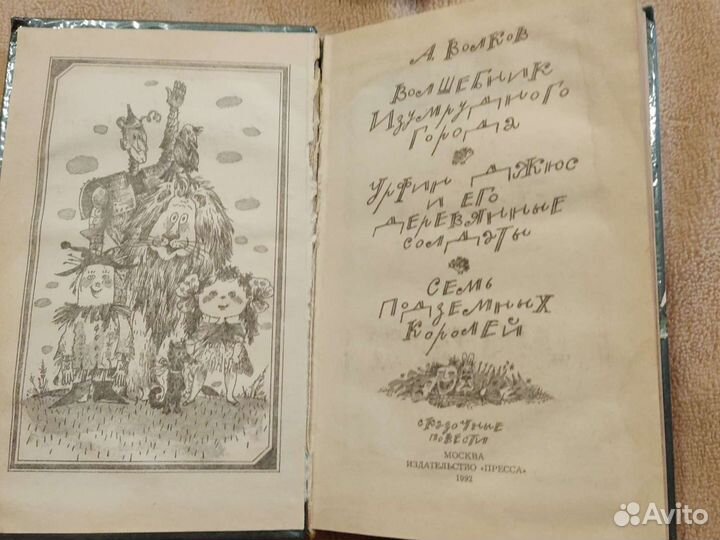 А. Волков
Волшебник
Изумрудного
города
Урфин Джюс
и его
деревянные
солдаты
Семь
подземных
королей
сказочные
повести
МОСКВА
ИЗДАТЕЛЬСТВО «ПРЕССА»
1992
Avito